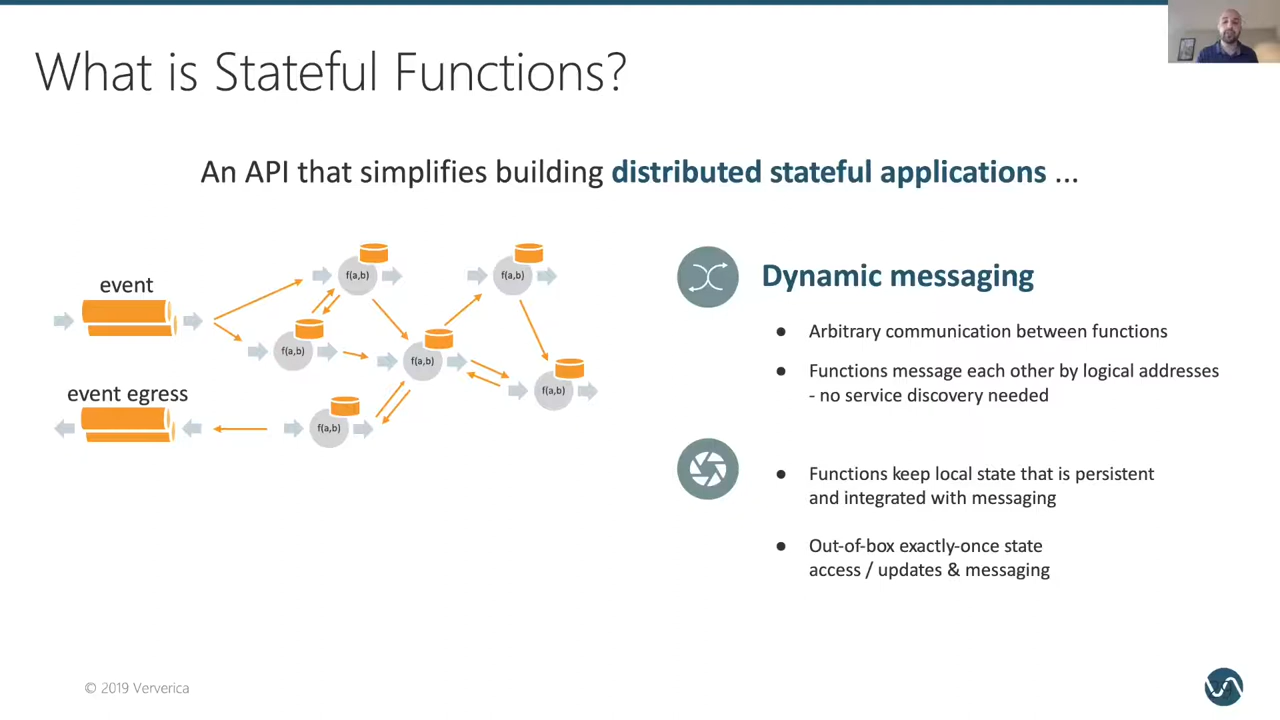 What is Stateful Functions?
An API that simplifies building distributed stateful applications ...
event
f(a,b)
f(a,b)
f(a,b)
f(a,b)
f(a,b)
event egress
f(a,b)
Dynamic messaging
● Arbitrary communication between functions
● Functions message each other by logical addresses
- no service discovery needed
● Functions keep local state that is persistent
and integrated with messaging
● Out-of-box exactly-once state
access / updates & messaging
© 2019 Ververica